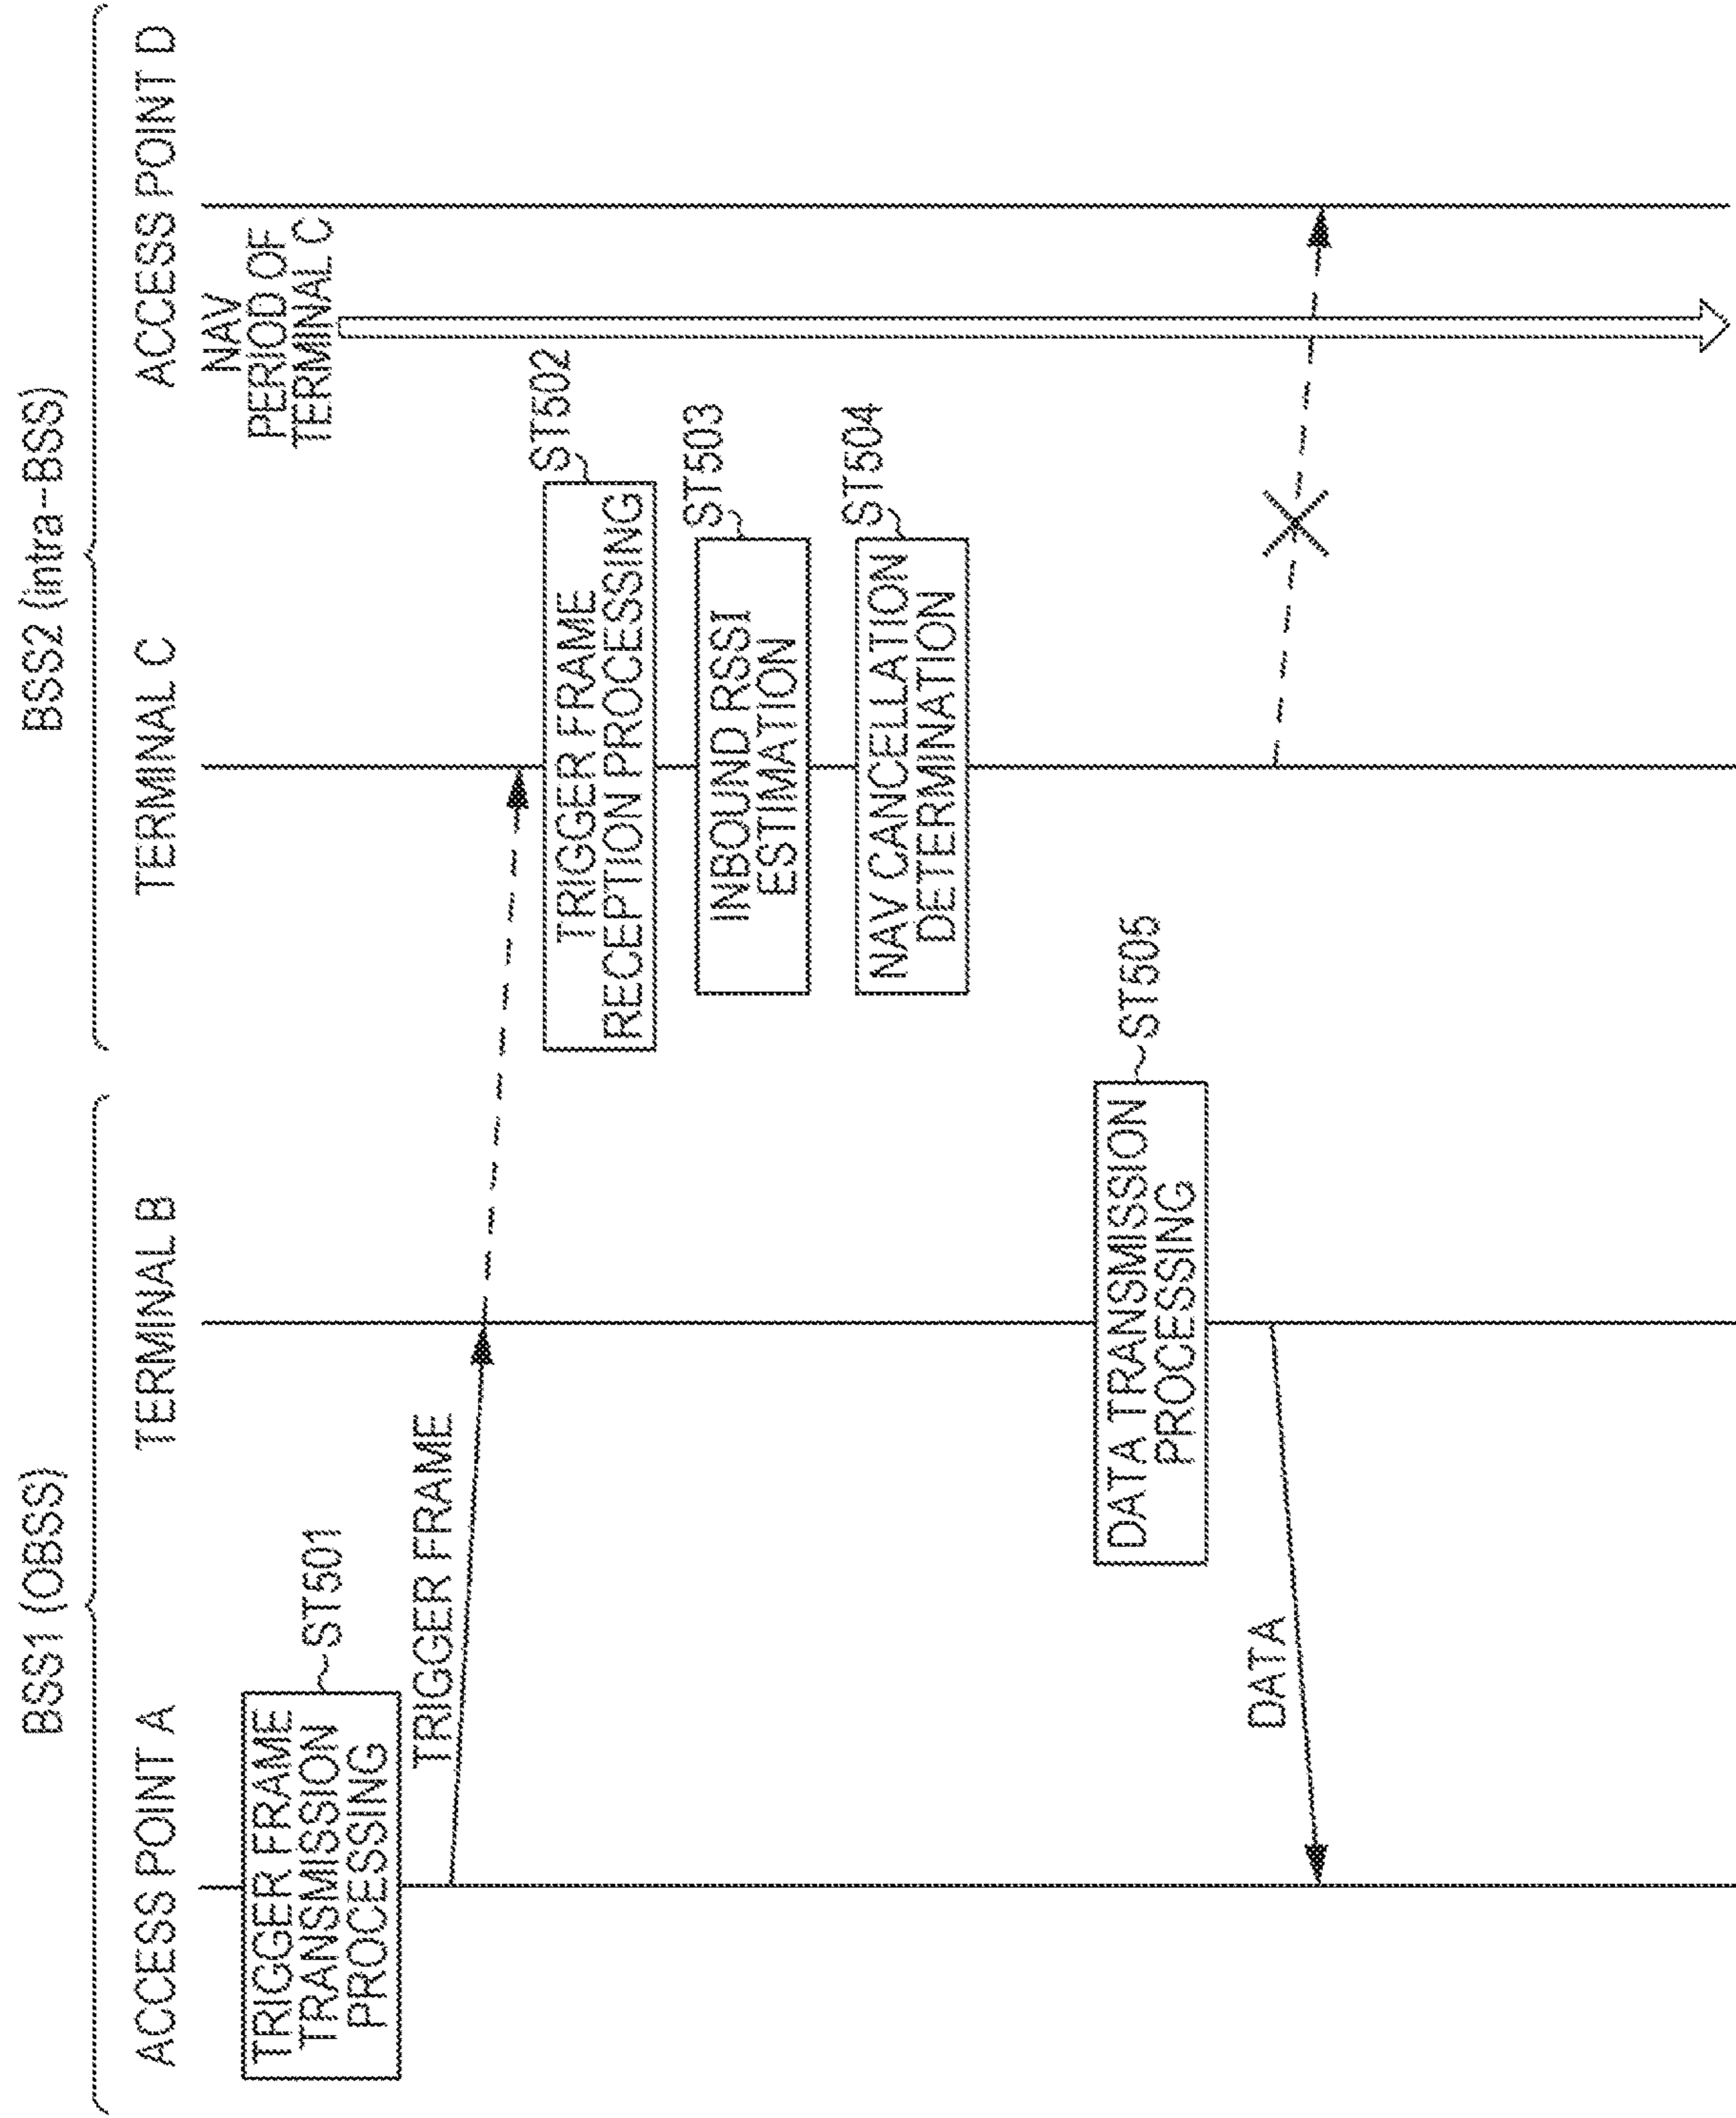 BSS1 (OBSS)
BSS2 (intra--BSS)
ACCESS POINT A
TERMINAL B
TERMINAL C
ACCESS POINT D
NAV
PERIOD OF
TERMINAL C
TRIGGER FRAME
TRANSMISSION
PROCESSING
ST501
TRIGGER FRAME
TRIGGER FRAME
RECEPTION PROCESSING
ST502
INBOUND RSSI
ESTIMATION
ST503
NAV CANCELLATION
DETERMINATION
ST504
DATA TRANSMISSION
PROCESSING
ST505
DATA